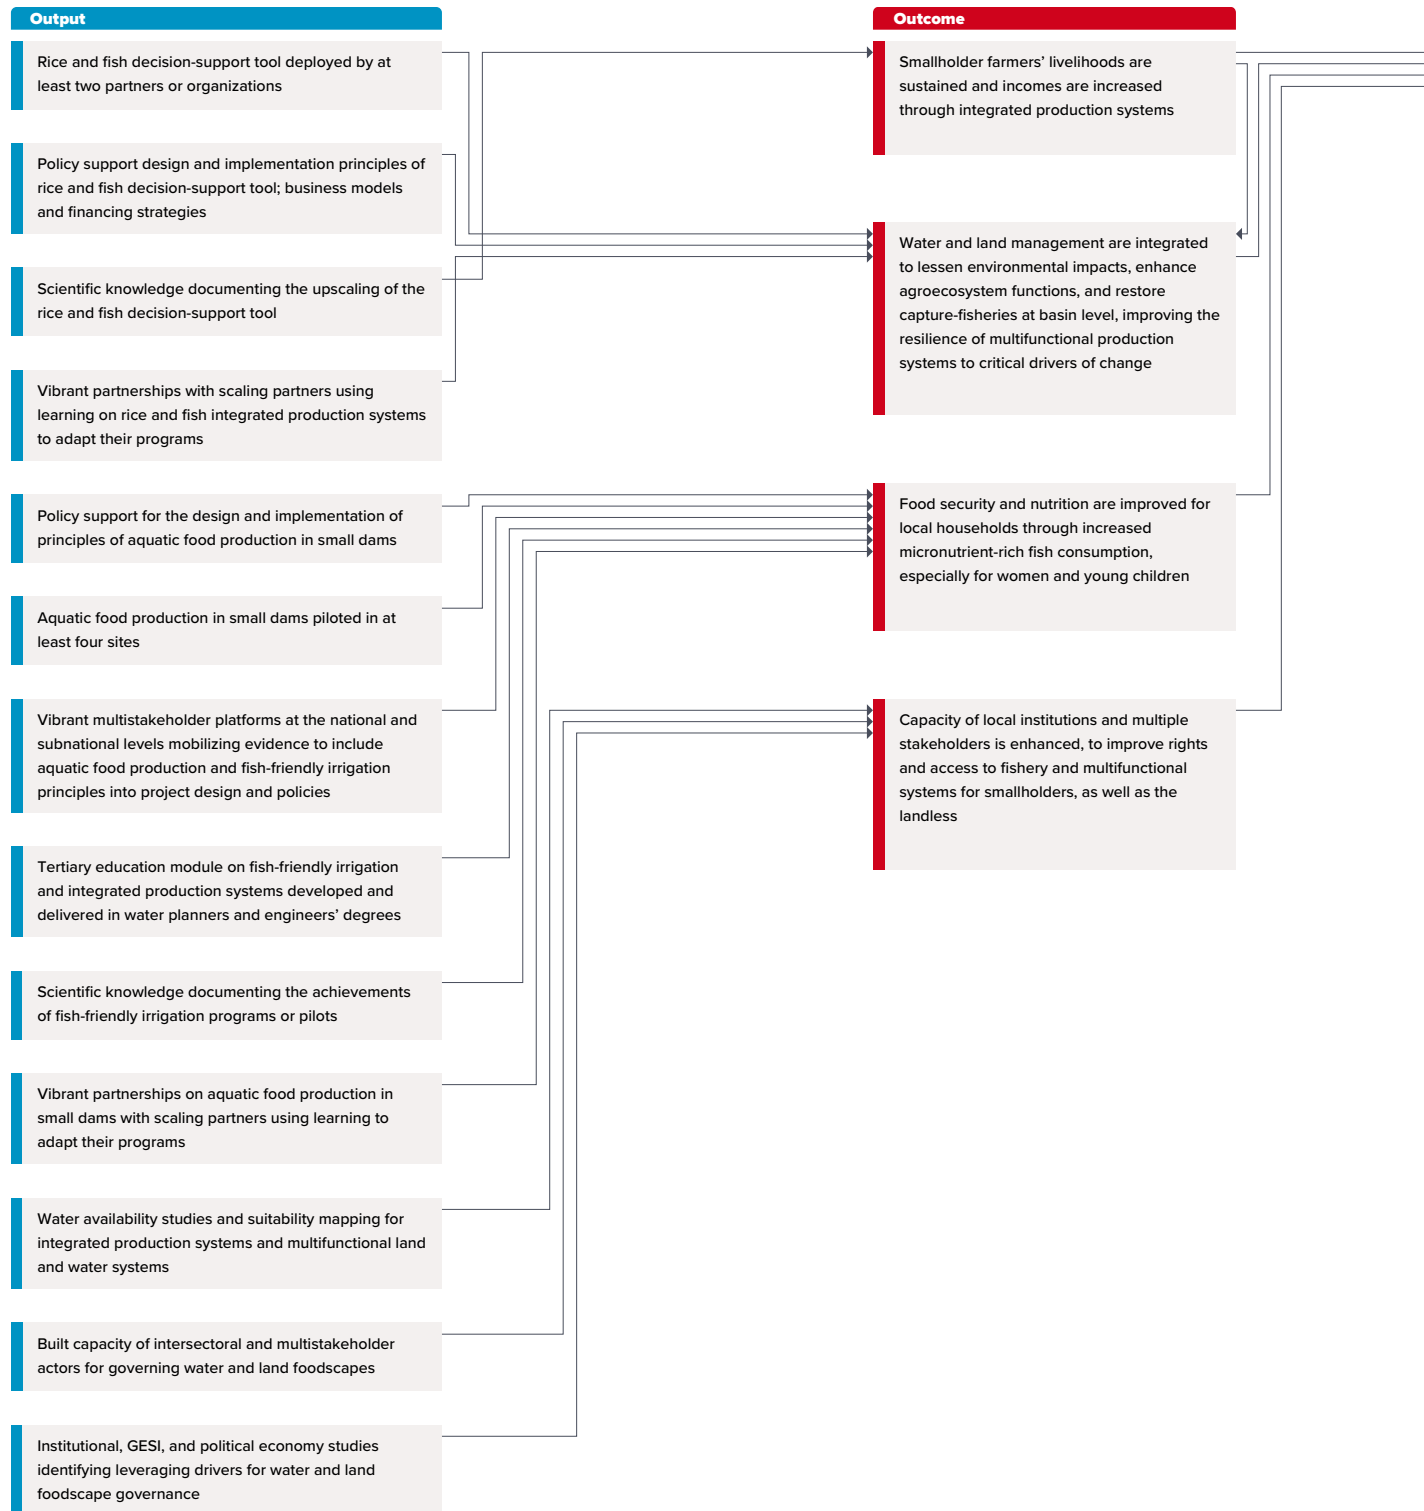 Output
Rice and fish decision-support tool deployed by at
least two partners or organizations
Policy support design and implementation principles of
rice and fish decision-support tool; business models
and financing strategies
Scientific knowledge documenting the upscaling of the
rice and fish decision-support tool
Vibrant partnerships with scaling partners using
learning on rice and fish integrated production systems
to adapt their programs
Policy support for the design and implementation of
principles of aquatic food production in small dams
Aquatic food production in small dams piloted in at
least four sites
Vibrant multistakeholder platforms at the national and
subnational levels mobilizing evidence to include
aquatic food production and fish-friendly irrigation
principles into project design and policies
Tertiary education module on fish-friendly irrigation
and integrated production systems developed and
delivered in water planners and engineers’ degrees
Scientific knowledge documenting the achievements
of fish-friendly irrigation programs or pilots
Vibrant partnerships on aquatic food production in
small dams with scaling partners using learning to
adapt their programs
Water availability studies and suitability mapping for
integrated production systems and multifunctional land
and water systems
Built capacity of intersectoral and multistakeholder
actors for governing water and land foodscapes
Institutional, GESI, and political economy studies
identifying leveraging drivers for water and land
foodscape governance
Outcome
Smallholder farmers’ livelihoods are
sustained and incomes are increased
through integrated production systems
Water and land management are integrated
to lessen environmental impacts, enhance
agroecosystem functions, and restore
capture-fisheries at basin level, improving the
resilience of multifunctional production
systems to critical drivers of change
Food security and nutrition are improved for
local households through increased
micronutrient-rich fish consumption,
especially for women and young children
Capacity of local institutions and multiple
stakeholders is enhanced, to improve rights
and access to fishery and multifunctional
systems for smallholders, as well as the
landless